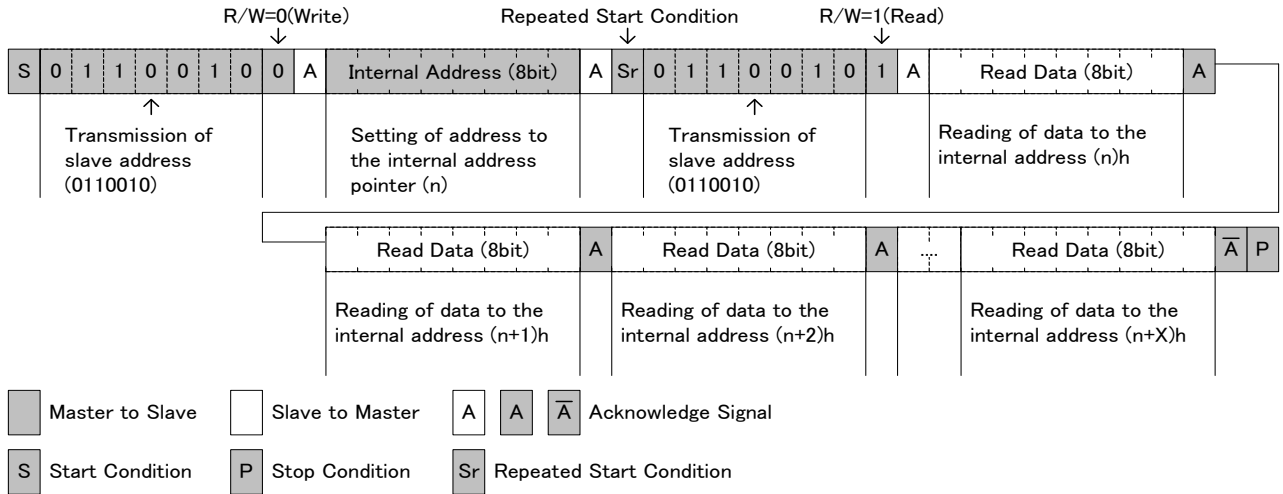 R/W=0(Write) Repeated Start Condition R/W=1(Read)
S 0 1 1 0 0 1 0 0 A Internal Address (8bit) A Sr 0 1 1 0 0 1 0 1 A Read Data (8bit) A
Transmission of
slave address
(0110010)
Setting of address to
the internal address
pointer (n)
Transmission of
slave address
(0110010)
Reading of data to the
internal address (n)h
Read Data (8bit) A Read Data (8bit) A .... Read Data (8bit) A̅ P
Reading of data to the
internal address (n+1)h
Reading of data to the
internal address (n+2)h
Reading of data to the
internal address (n+X)h
Master to Slave Slave to Master A A A̅ Acknowledge Signal
S Start Condition P Stop Condition Sr Repeated Start Condition